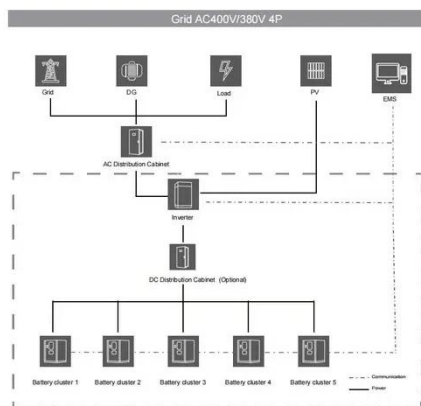 Grid AC400V/380V 4P
Grid
DG
Load
PV
EMS
AC Distribution Cabinet
Inverter
DC Distribution Cabinet (Optional)
Battery cluster 1
Battery cluster 2
Battery cluster 3
Battery cluster 4
Battery cluster 5
Communication
Power